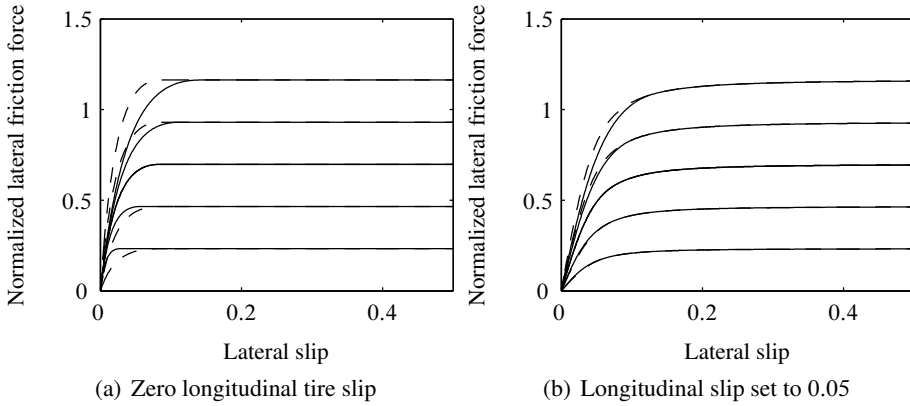 1.5
1
0.5
0
0
0.2
0.4
Normalized lateral friction force
Lateral slip
(a) Zero longitudinal tire slip
1.5
1
0.5
0
0
0.2
0.4
Normalized lateral friction force
Lateral slip
(b) Longitudinal slip set to 0.05